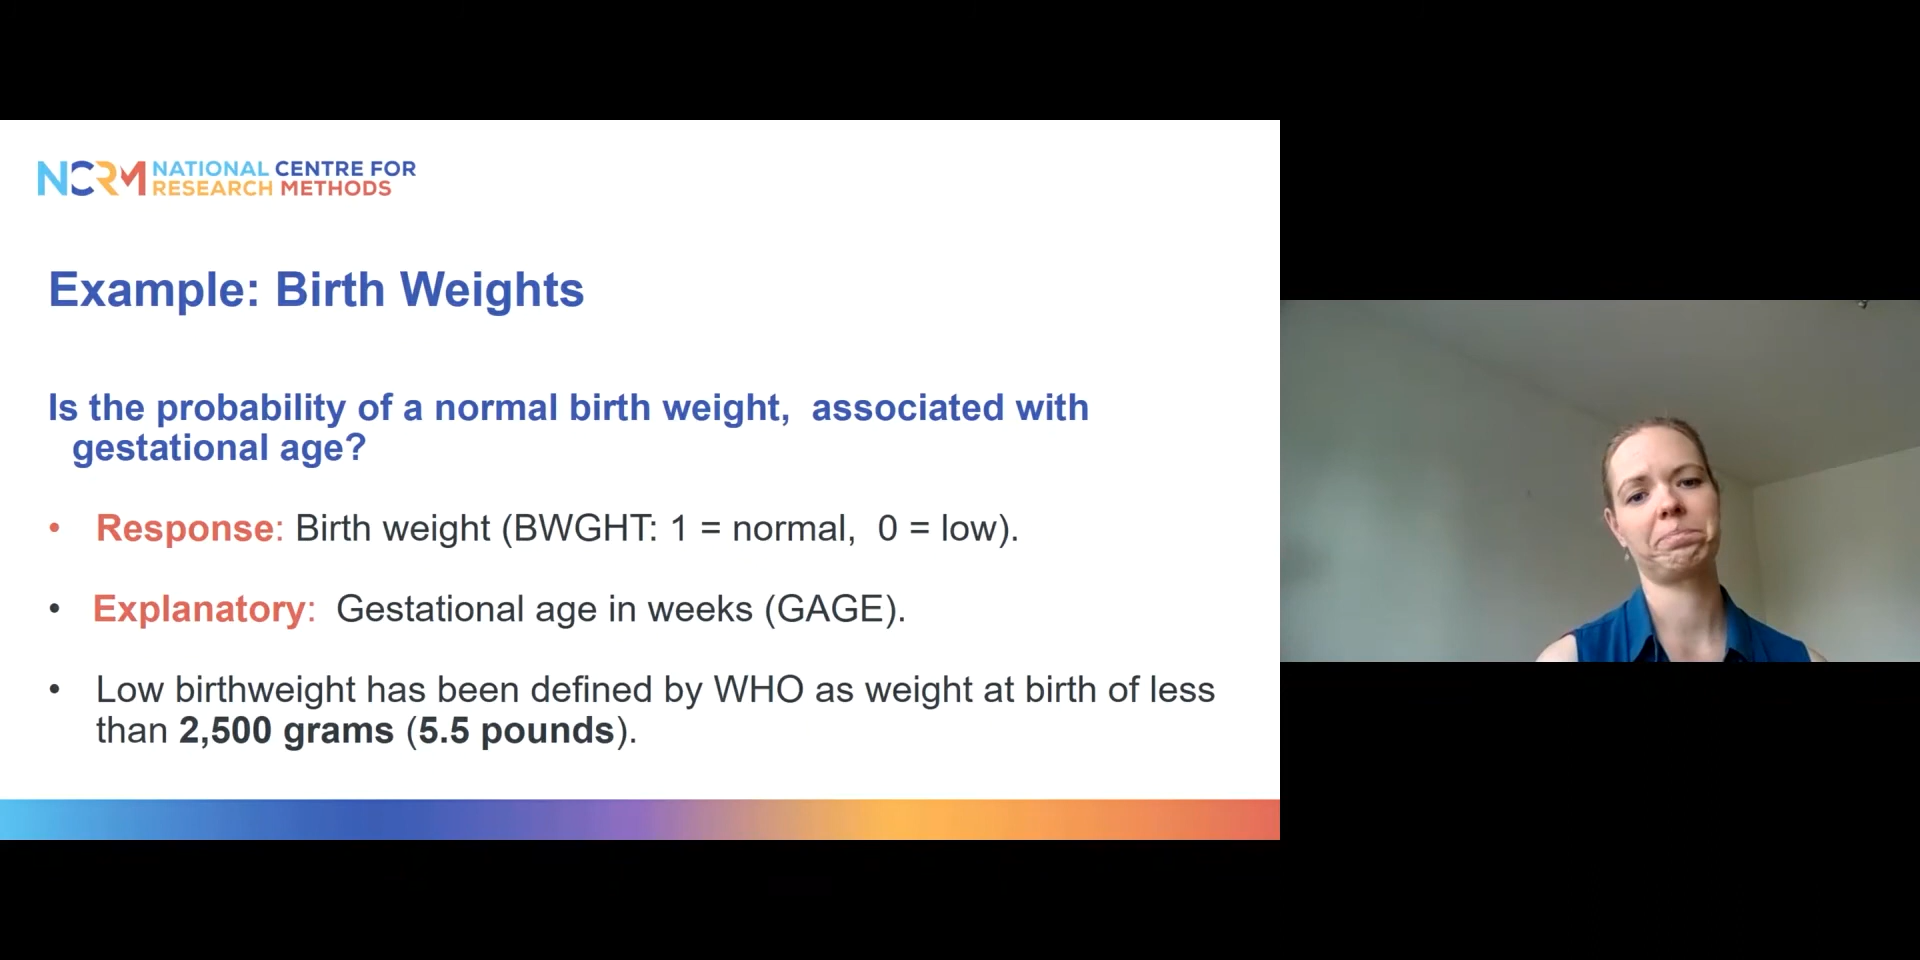 NCRM NATIONAL CENTRE FOR
RESEARCH METHODS
Example: Birth Weights
Is the probability of a normal birth weight,  associated with
gestational age?
• Response: Birth weight (BWGHT: 1 = normal,  0 = low).
• Explanatory:  Gestational age in weeks (GAGE).
• Low birthweight has been defined by WHO as weight at birth of less
than 2,500 grams (5.5 pounds).